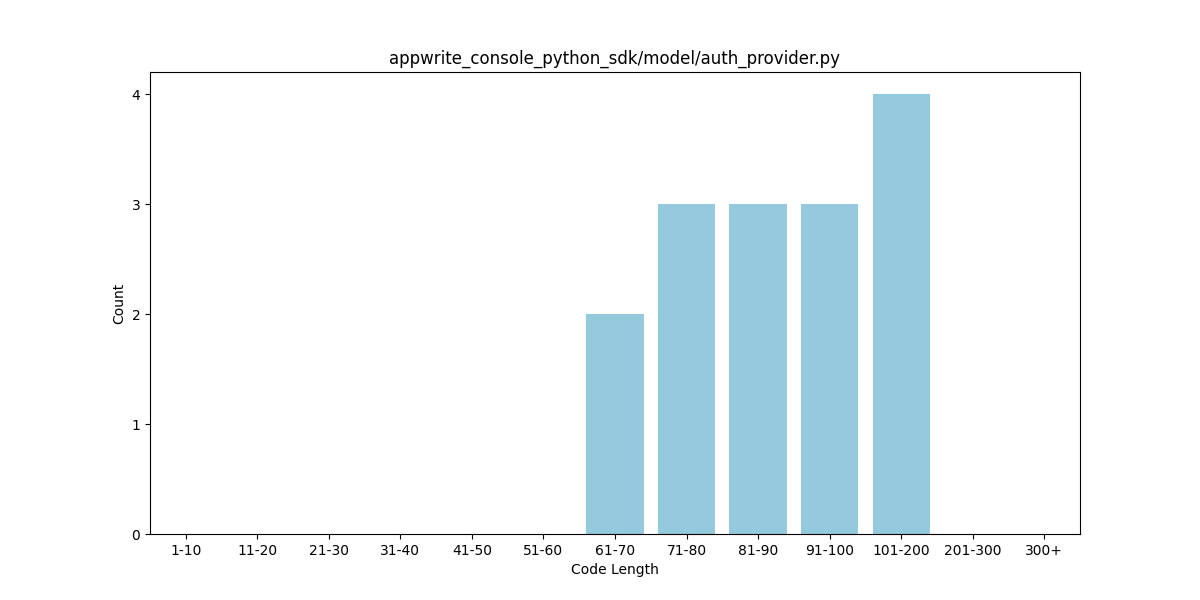 appwrite_console_python_sdk/model/auth_provider.py
4
3
2
1
0
Count
1-10 11-20 21-30 31-40 41-50 51-60 61-70 71-80 81-90 91-100 101-200 201-300 300+
Code Length